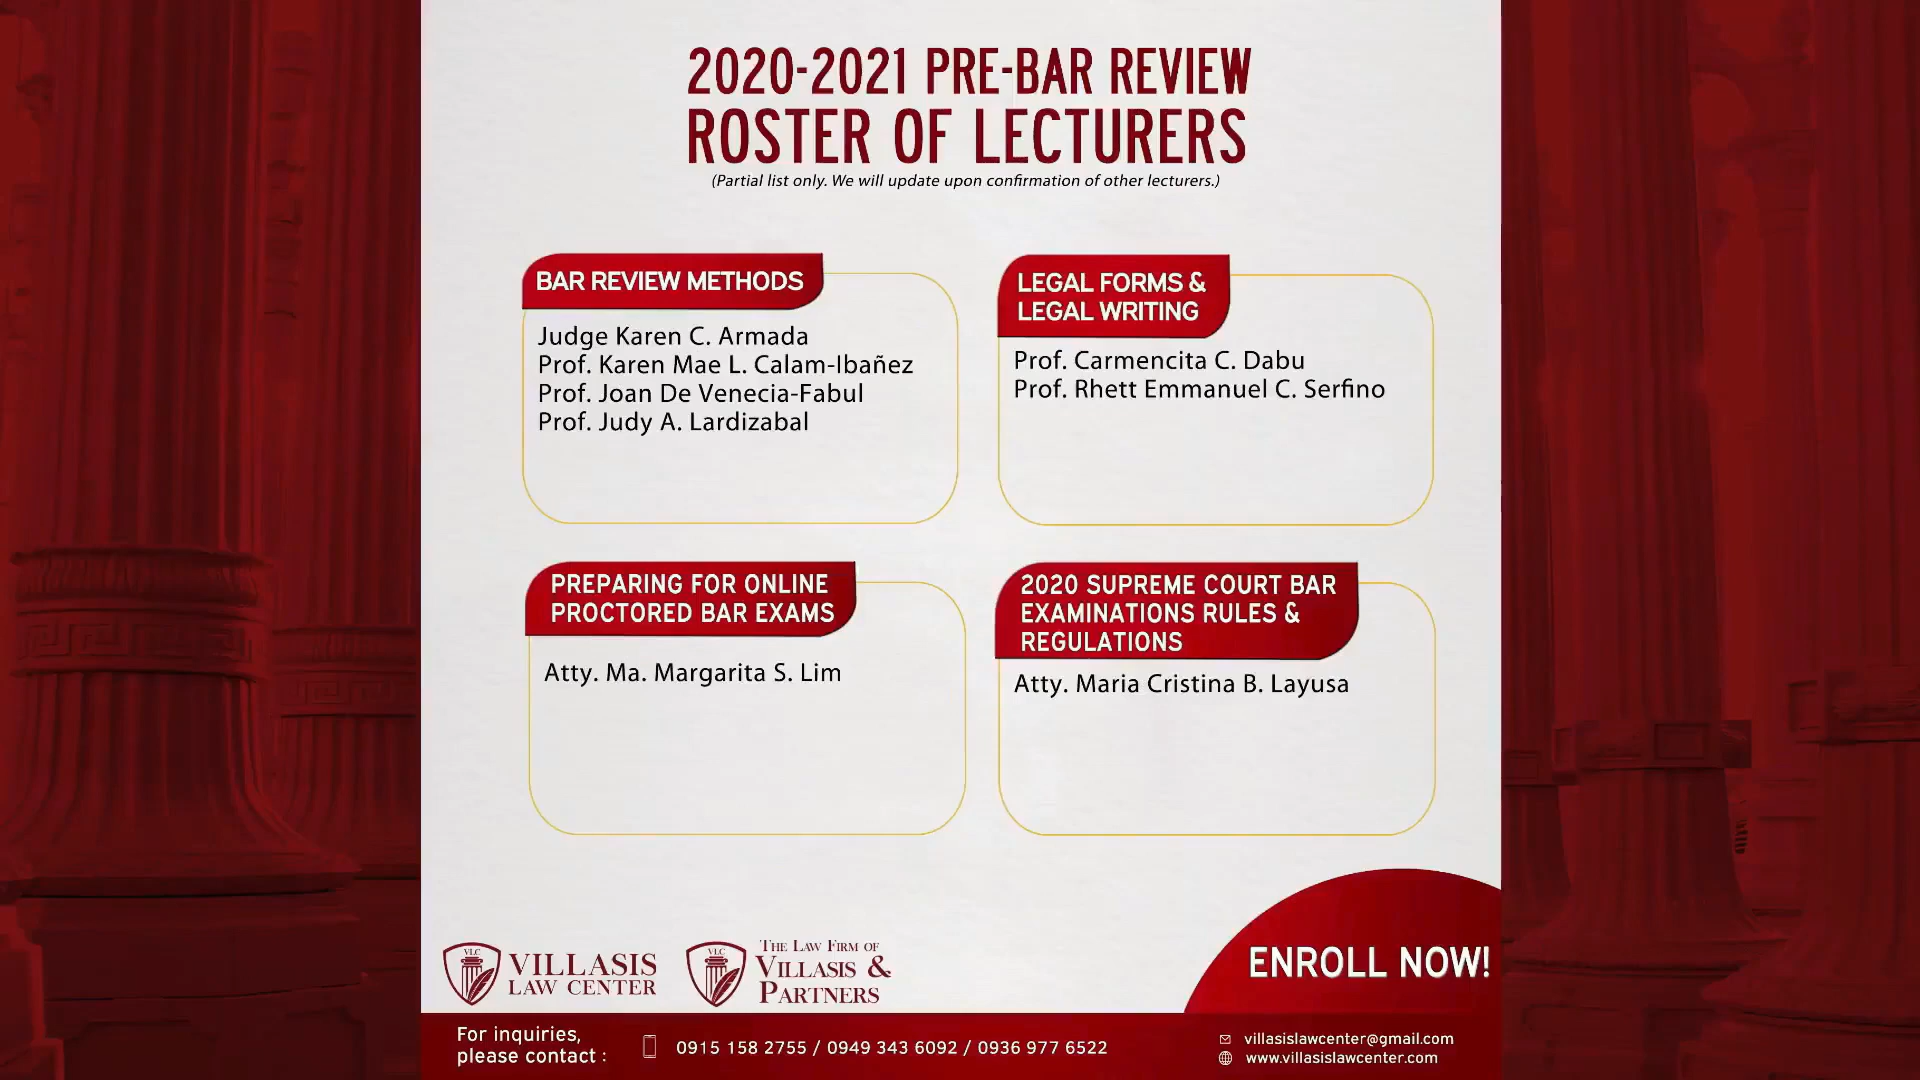 2020-2021 PRE-BAR REVIEW
ROSTER OF LECTURERS
(Partial list only. We will update upon confirmation of other lecturers.)
BAR REVIEW METHODS
Judge Karen C. Armada
Prof. Karen Mae L. Calam-Ibañez
Prof. Joan De Venecia-Fabul
Prof. Judy A. Lardizabal
LEGAL FORMS &
LEGAL WRITING
Prof. Carmencita C. Dabu
Prof. Rhett Emmanuel C. Serfino
PREPARING FOR ONLINE
PROCTORED BAR EXAMS
Atty. Ma. Margarita S. Lim
2020 SUPREME COURT BAR
EXAMINATIONS RULES &
REGULATIONS
Atty. Maria Cristina B. Layusa
VLC
VILLASIS
LAW CENTER
VLC
THE LAW FIRM OF
VILLASIS &
PARTNERS
ENROLL NOW!
For inquiries,
please contact :
0915 158 2755 / 0949 343 6092 / 0936 977 6522
villasislawcenter@gmail.com
www.villasislawcenter.com